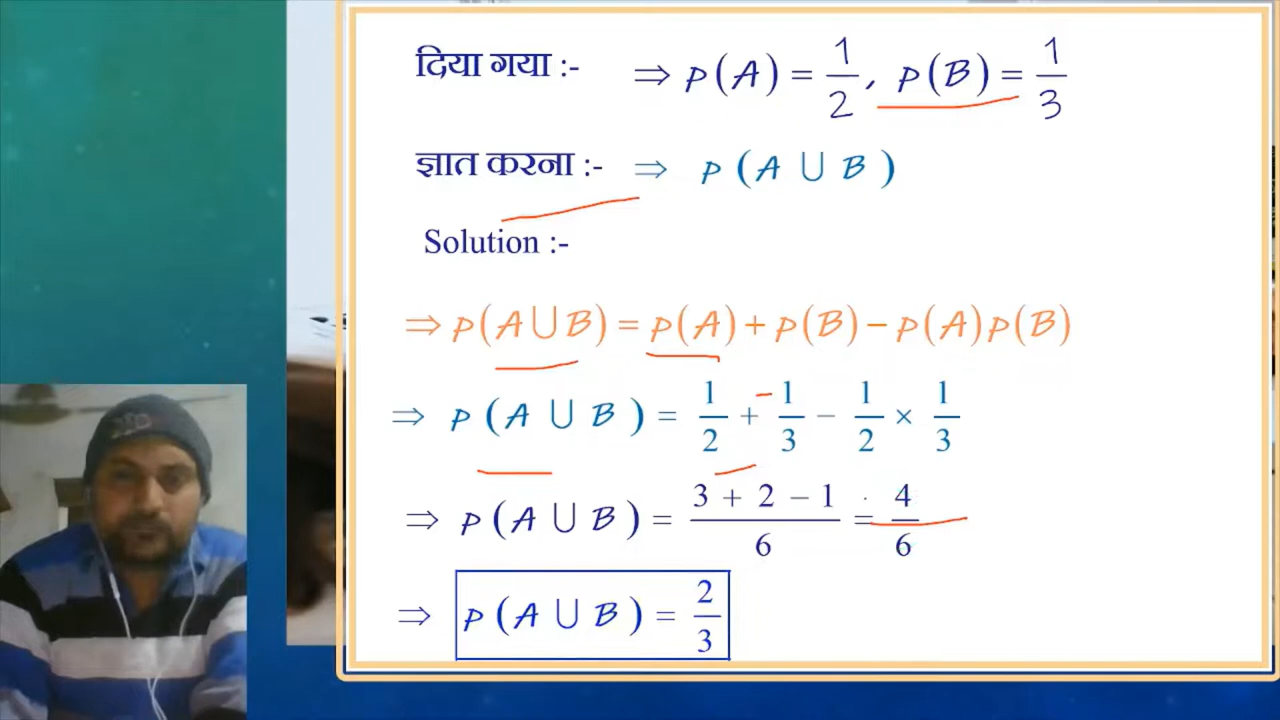 दिया गया :- ⇒ P(A) = 1/2, P(B) = 1/3
ज्ञात करना :- ⇒ P(A ∪ B)
Solution :-
⇒ P(A∪B) = P(A) + P(B) − P(A)P(B)
⇒ P(A ∪ B) = 1/2 + 1/3 − 1/2 × 1/3
⇒ P(A ∪ B) = (3 + 2 − 1)/6 = 4/6
⇒ P(A ∪ B) = 2/3